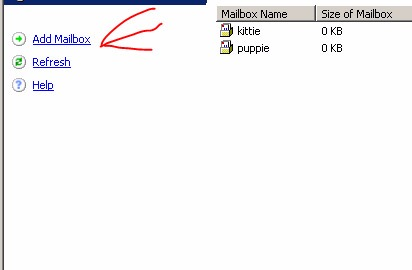 Mailbox Name Size of Mailbox
Add Mailbox
Refresh
Help
kittie 0 KB
puppie 0 KB